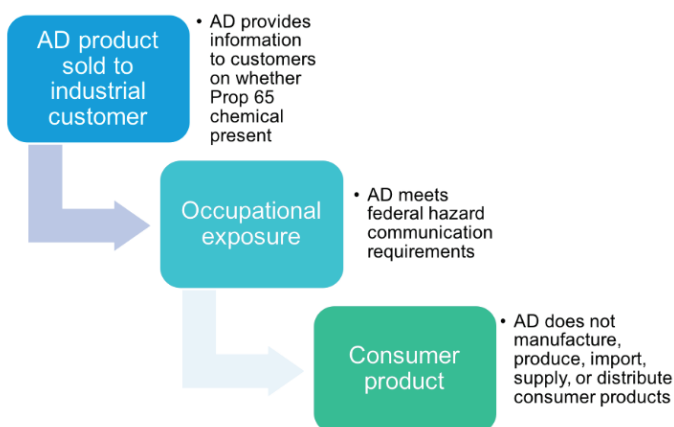 AD product
sold to
industrial
customer
• AD provides
information
to customers
on whether
Prop 65
chemical
present
Occupational
exposure
• AD meets
federal hazard
communication
requirements
Consumer
product
• AD does not
manufacture,
produce, import,
supply, or distribute
consumer products